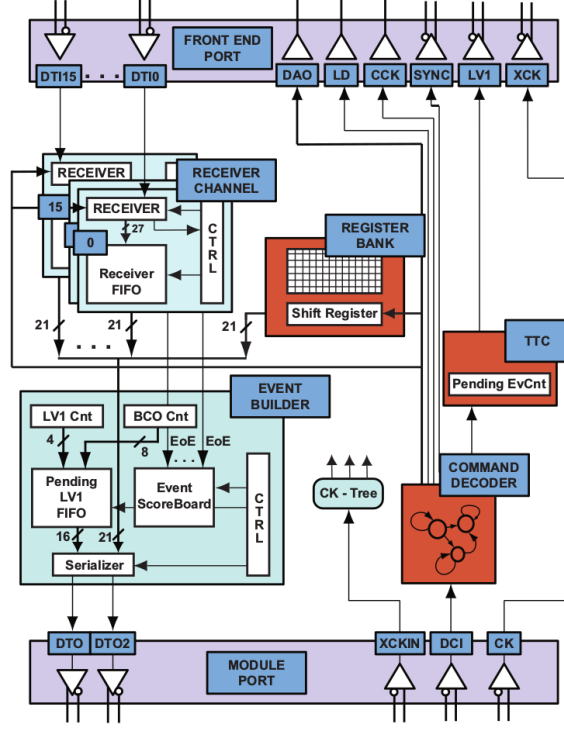 FRONT END
PORT
DTI15
DTI0
DAO
LD
CCK
SYNC
LV1
XCK
RECEIVER
RECEIVER
CHANNEL
15
RECEIVER
0
27
CTRL
Receiver
FIFO
REGISTER
BANK
Shift Register
21
21
21
TTC
Pending EvCnt
EVENT
BUILDER
LV1 Cnt
BCO Cnt
4
8
EoE
EoE
Pending
LV1
FIFO
Event
ScoreBoard
CTRL
16
21
Serializer
CK - Tree
COMMAND
DECODER
DTO
DTO2
XCKIN
DCI
CK
MODULE
PORT